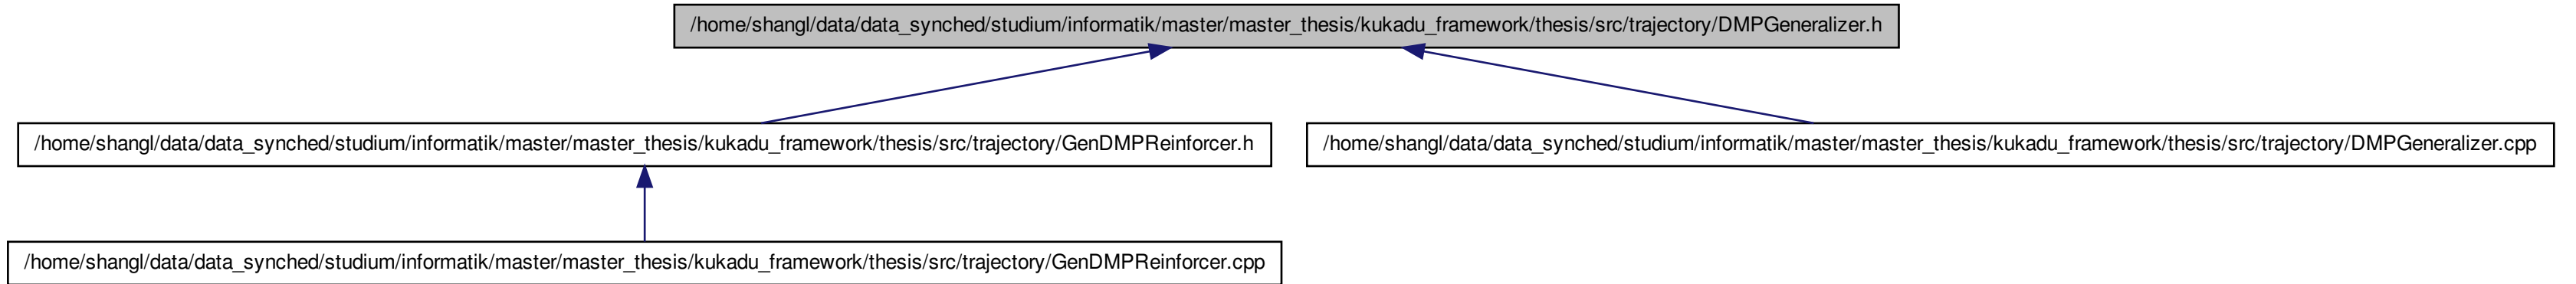 /home/shangl/data/data_synched/studium/informatik/master/master_thesis/kukadu_framework/thesis/src/trajectory/DMPGeneralizer.h
/home/shangl/data/data_synched/studium/informatik/master/master_thesis/kukadu_framework/thesis/src/trajectory/GenDMPReinforcer.h
/home/shangl/data/data_synched/studium/informatik/master/master_thesis/kukadu_framework/thesis/src/trajectory/DMPGeneralizer.cpp
/home/shangl/data/data_synched/studium/informatik/master/master_thesis/kukadu_framework/thesis/src/trajectory/GenDMPReinforcer.cpp